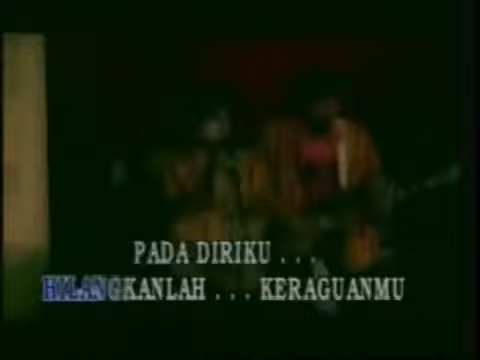 PADA DIRIKU . . .
HILANGKANLAH . . . KERAGUANMU